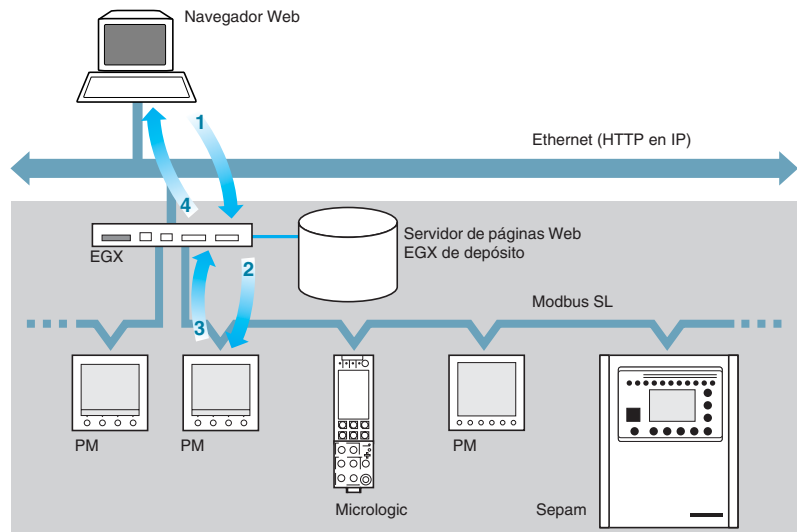 Navegador Web
1
Ethernet (HTTP en IP)
4
EGX
Servidor de páginas Web
EGX de depósito
2
3
Modbus SL
PM
PM
Micrologic
PM
Sepam